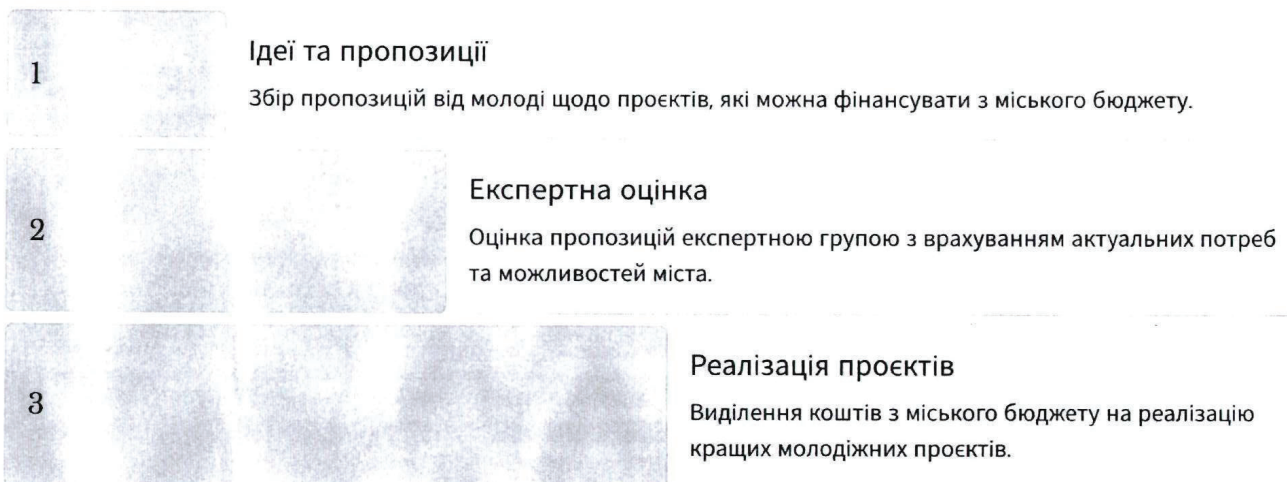 1
Ідеї та пропозиції
Збір пропозицій від молоді щодо проєктів, які можна фінансувати з міського бюджету.
2
Експертна оцінка
Оцінка пропозицій експертною групою з врахуванням актуальних потреб
та можливостей міста.
3
Реалізація проєктів
Виділення коштів з міського бюджету на реалізацію
кращих молодіжних проєктів.